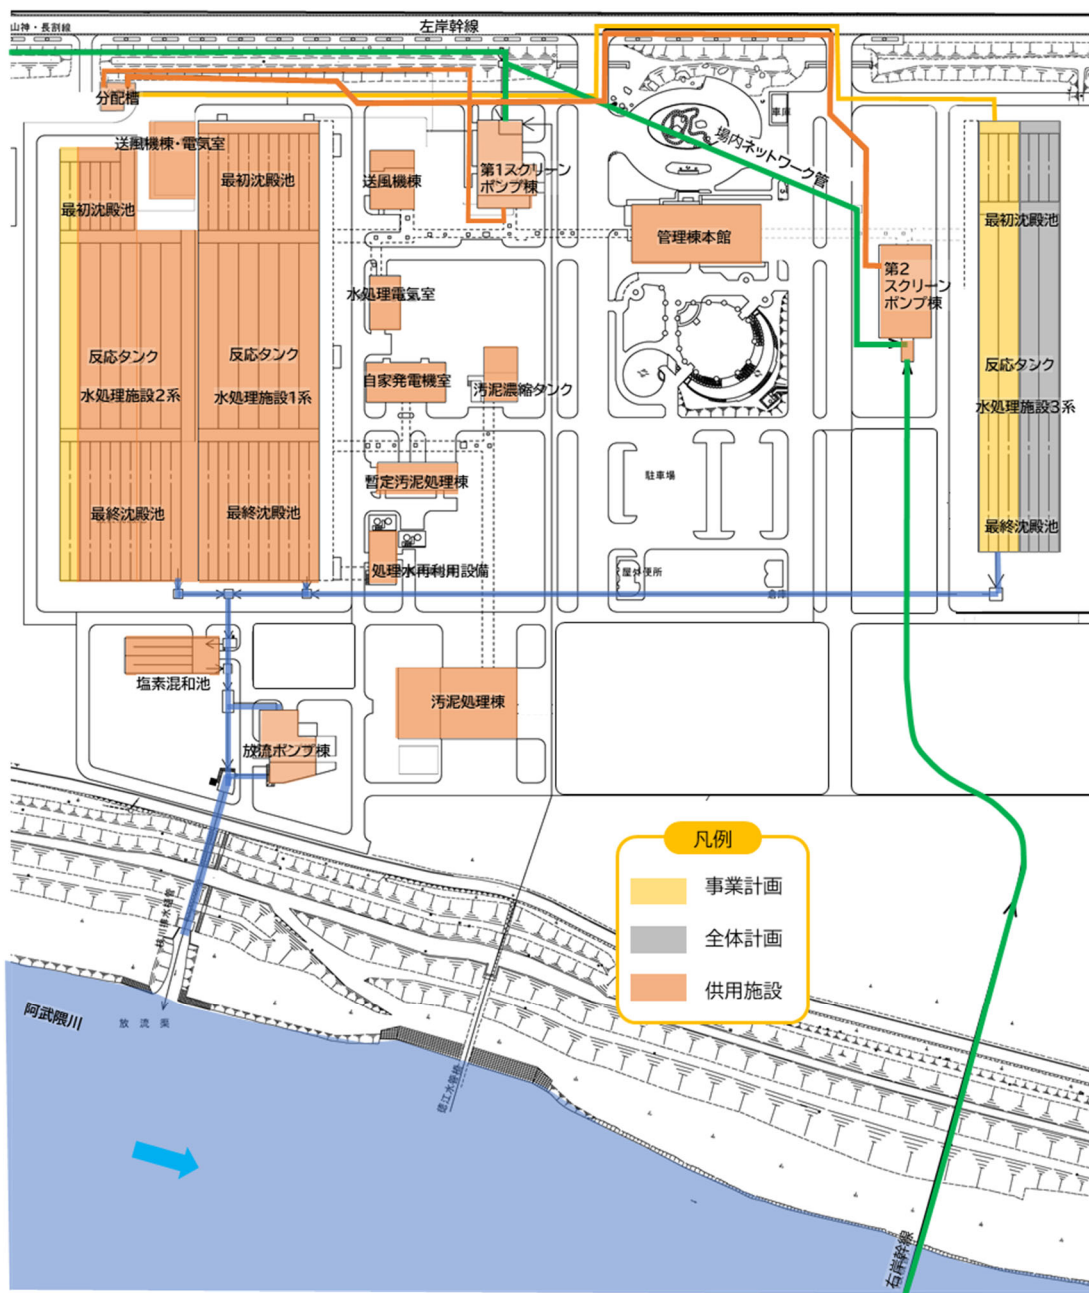 山神・長割線
左岸幹線
分配槽
車庫
送風機棟・電気室
場内ネットワーク管
最初沈殿池
送風機棟
第1スクリーン
ポンプ棟
最初沈殿池
最初沈殿池
管理棟本館
第2
スクリーン
ポンプ棟
水処理電気室
反応タンク
反応タンク
反応タンク
自家発電機室
汚泥濃縮タンク
水処理施設2系
水処理施設1系
水処理施設3系
駐車場
暫定汚泥処理棟
最終沈殿池
最終沈殿池
最終沈殿池
処理水再利用設備
屋外便所
倉庫
塩素混和池
汚泥処理棟
放流ポンプ棟
凡例
事業計画
全体計画
供用施設
阿武隈川
放流渠
徳江水管橋
右岸幹線